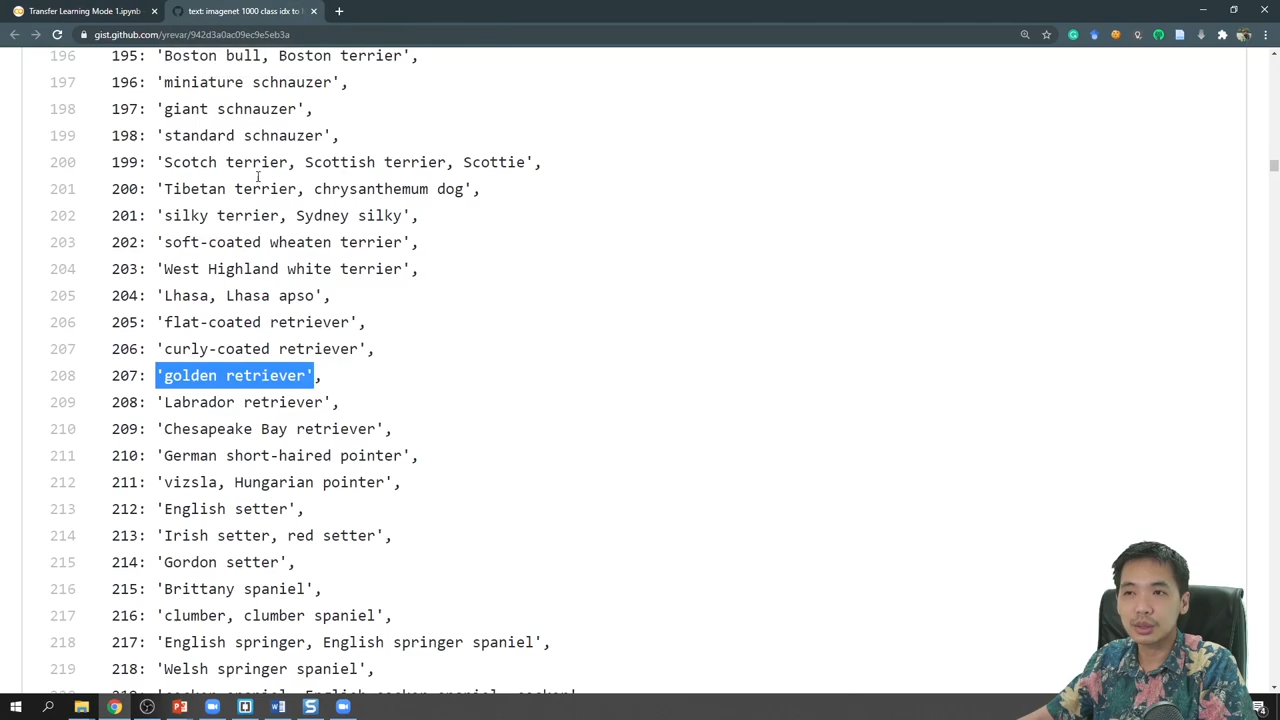 Transfer Learning Mode 1.ipynb -
text: imagenet 1000 class idx to
gist.github.com/yrevar/942d3a0ac09ec9e5eb3a
196 195: 'Boston bull, Boston terrier',
197 196: 'miniature schnauzer',
198 197: 'giant schnauzer',
199 198: 'standard schnauzer',
200 199: 'Scotch terrier, Scottish terrier, Scottie',
201 200: 'Tibetan terrier, chrysanthemum dog',
202 201: 'silky terrier, Sydney silky',
203 202: 'soft-coated wheaten terrier',
204 203: 'West Highland white terrier',
205 204: 'Lhasa, Lhasa apso',
206 205: 'flat-coated retriever',
207 206: 'curly-coated retriever',
208 207: 'golden retriever',
209 208: 'Labrador retriever',
210 209: 'Chesapeake Bay retriever',
211 210: 'German short-haired pointer',
212 211: 'vizsla, Hungarian pointer',
213 212: 'English setter',
214 213: 'Irish setter, red setter',
215 214: 'Gordon setter',
216 215: 'Brittany spaniel',
217 216: 'clumber, clumber spaniel',
218 217: 'English springer, English springer spaniel',
219 218: 'Welsh springer spaniel',